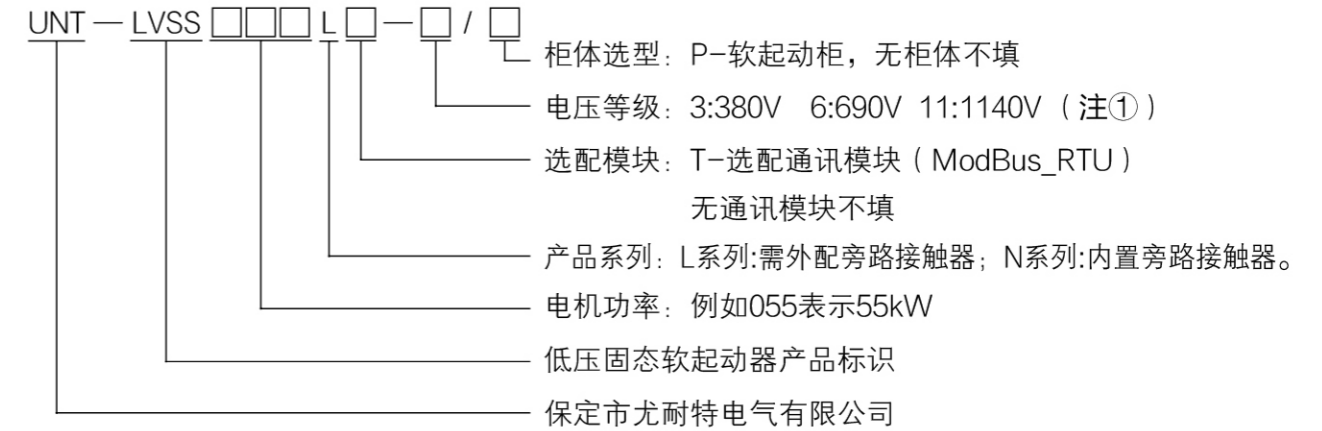 UNT — LVSS □□□ L □ — □ / □
柜体选型：P-软起动柜，无柜体不填
电压等级：3:380V 6:690V 11:1140V（注①）
选配模块：T-选配通讯模块（ModBus_RTU）
无通讯模块不填
产品系列：L系列:需外配旁路接触器；N系列:内置旁路接触器。
电机功率：例如055表示55kW
低压固态软起动器产品标识
保定市尤耐特电气有限公司